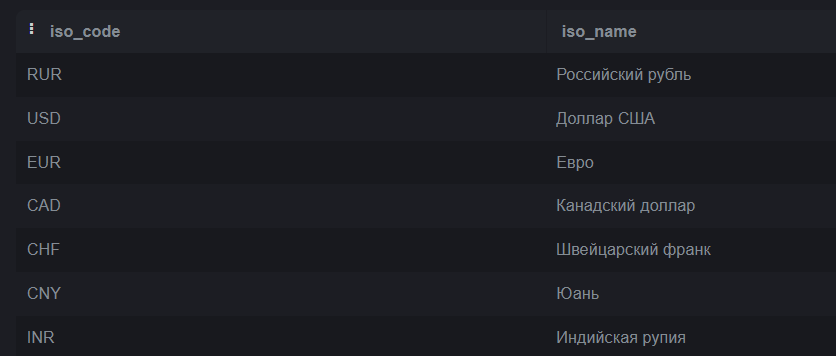 iso_code iso_name
RUR Российский рубль
USD Доллар США
EUR Евро
CAD Канадский доллар
CHF Швейцарский франк
CNY Юань
INR Индийская рупия